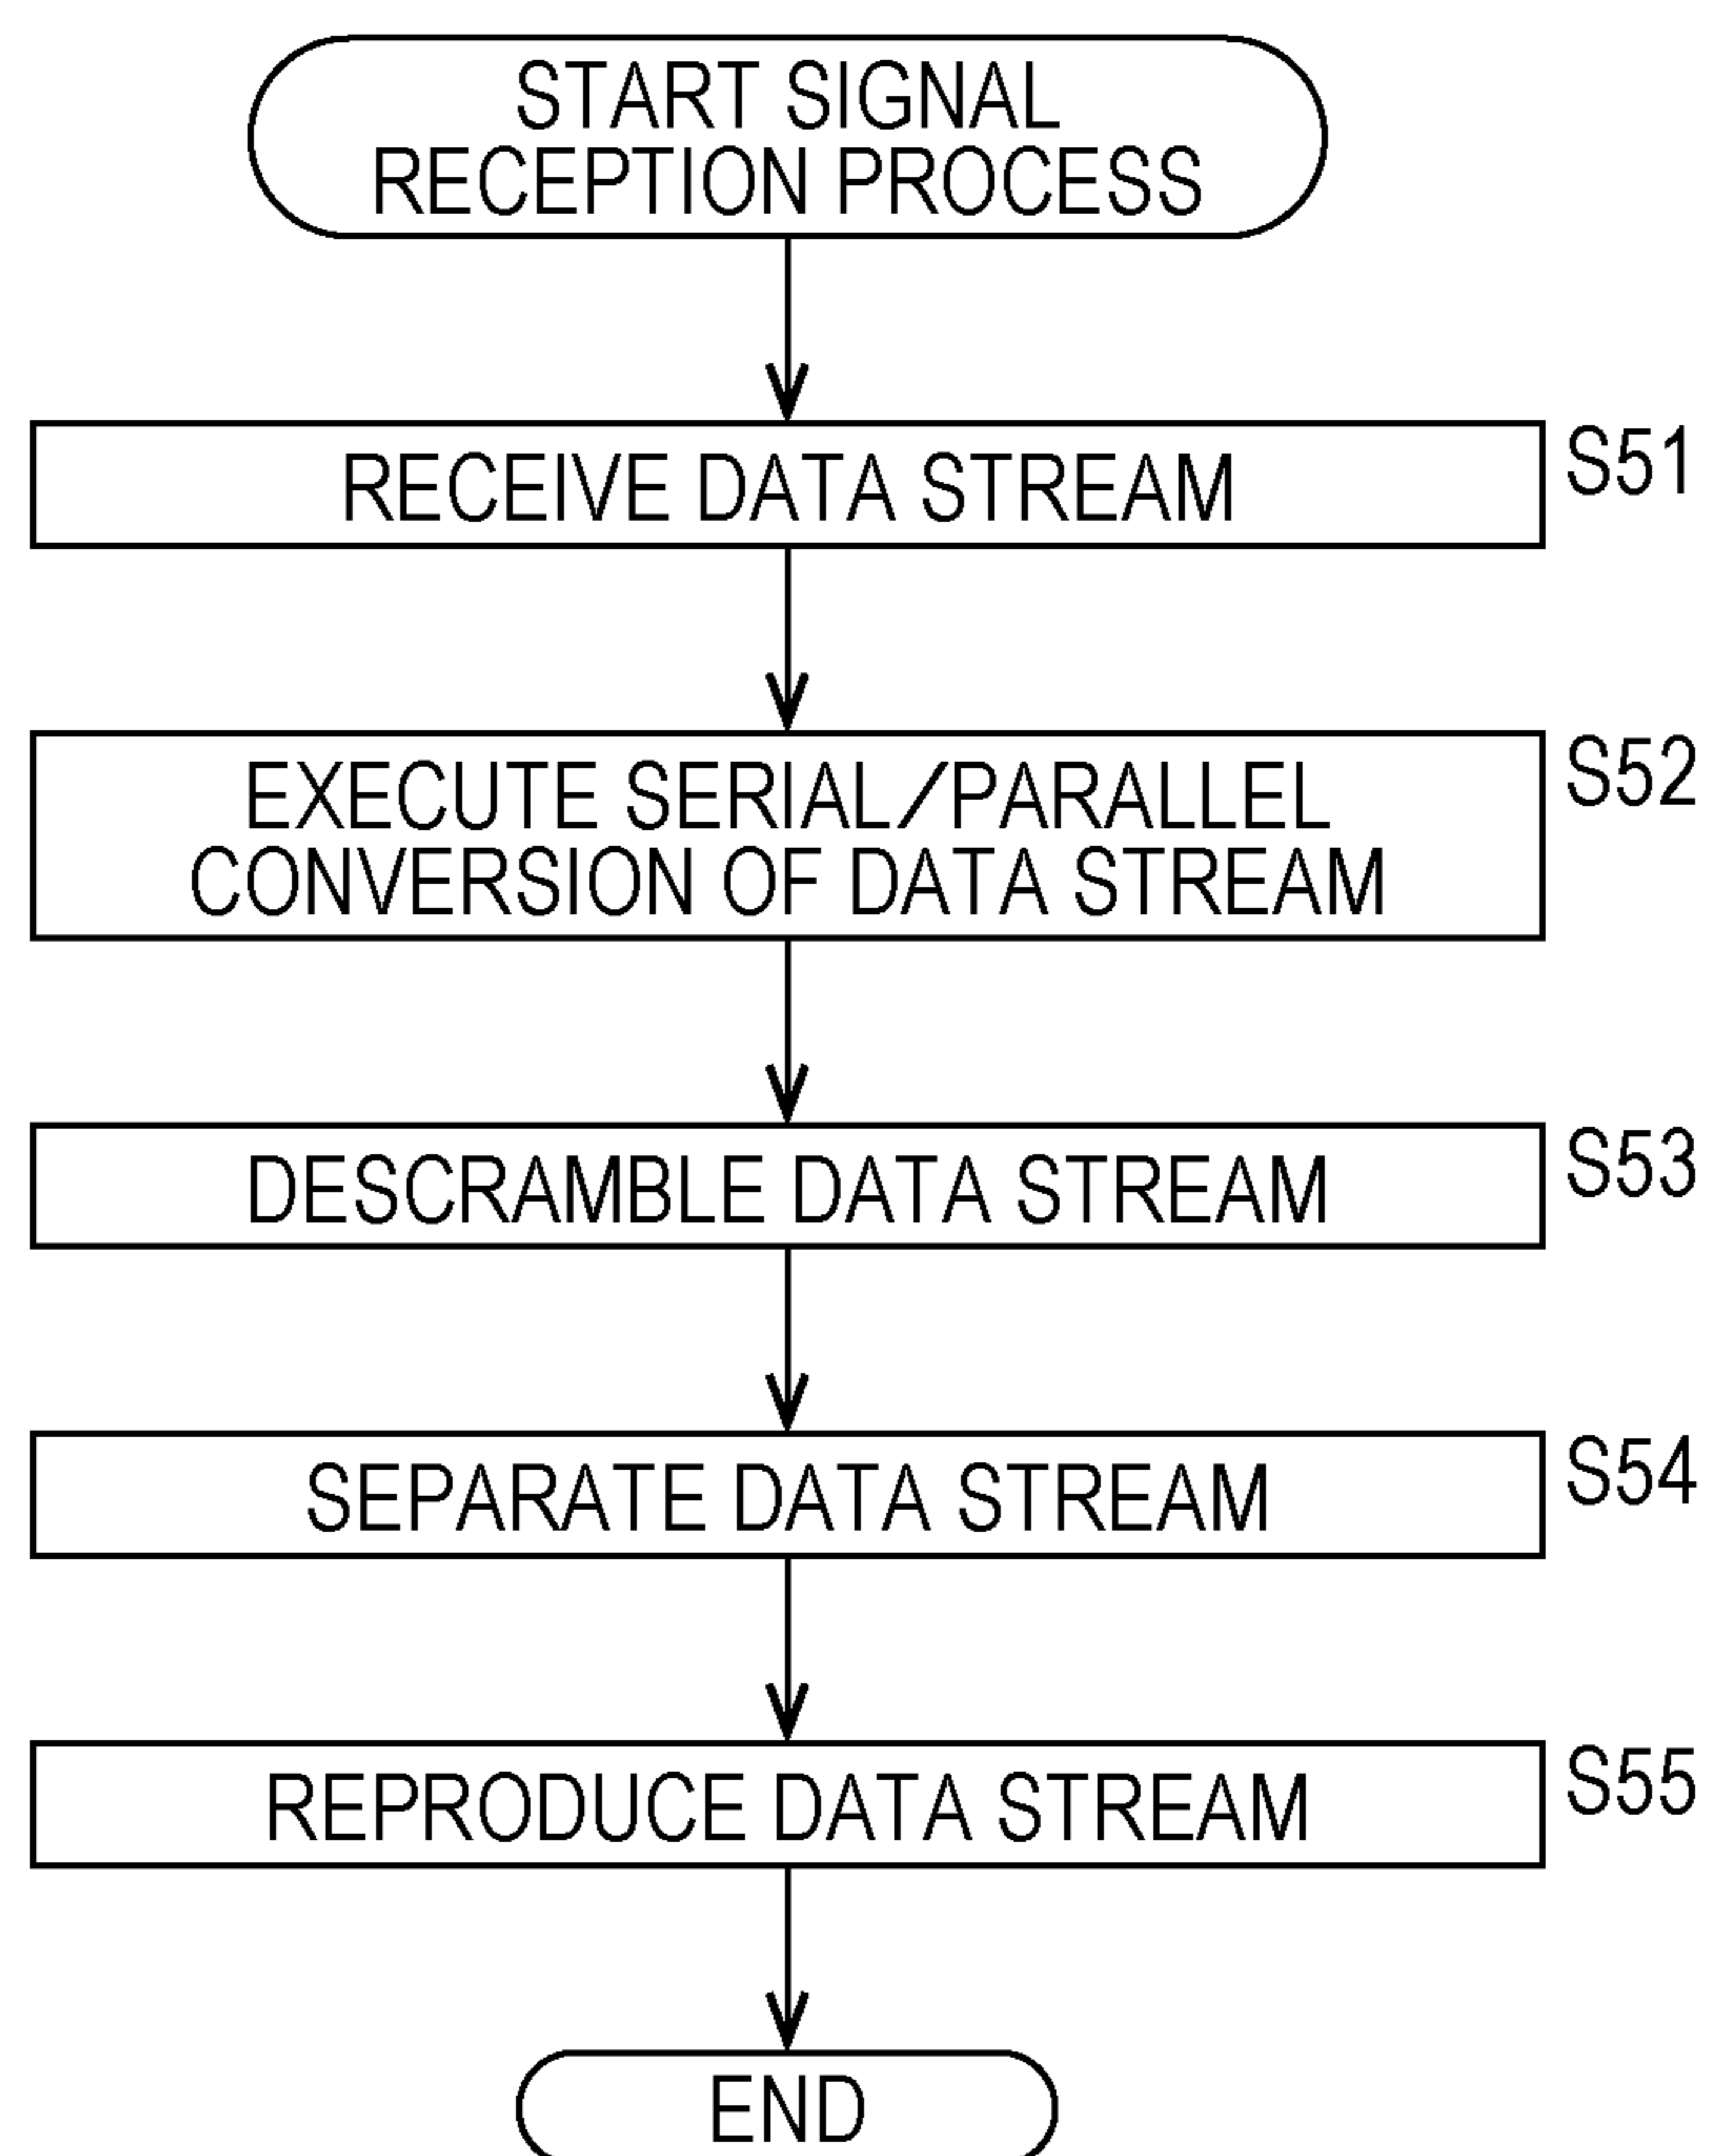 START SIGNAL
RECEPTION PROCESS
RECEIVE DATA STREAM
S51
EXECUTE SERIAL/PARALLEL
CONVERSION OF DATA STREAM
S52
DESCRAMBLE DATA STREAM
S53
SEPARATE DATA STREAM
S54
REPRODUCE DATA STREAM
S55
END